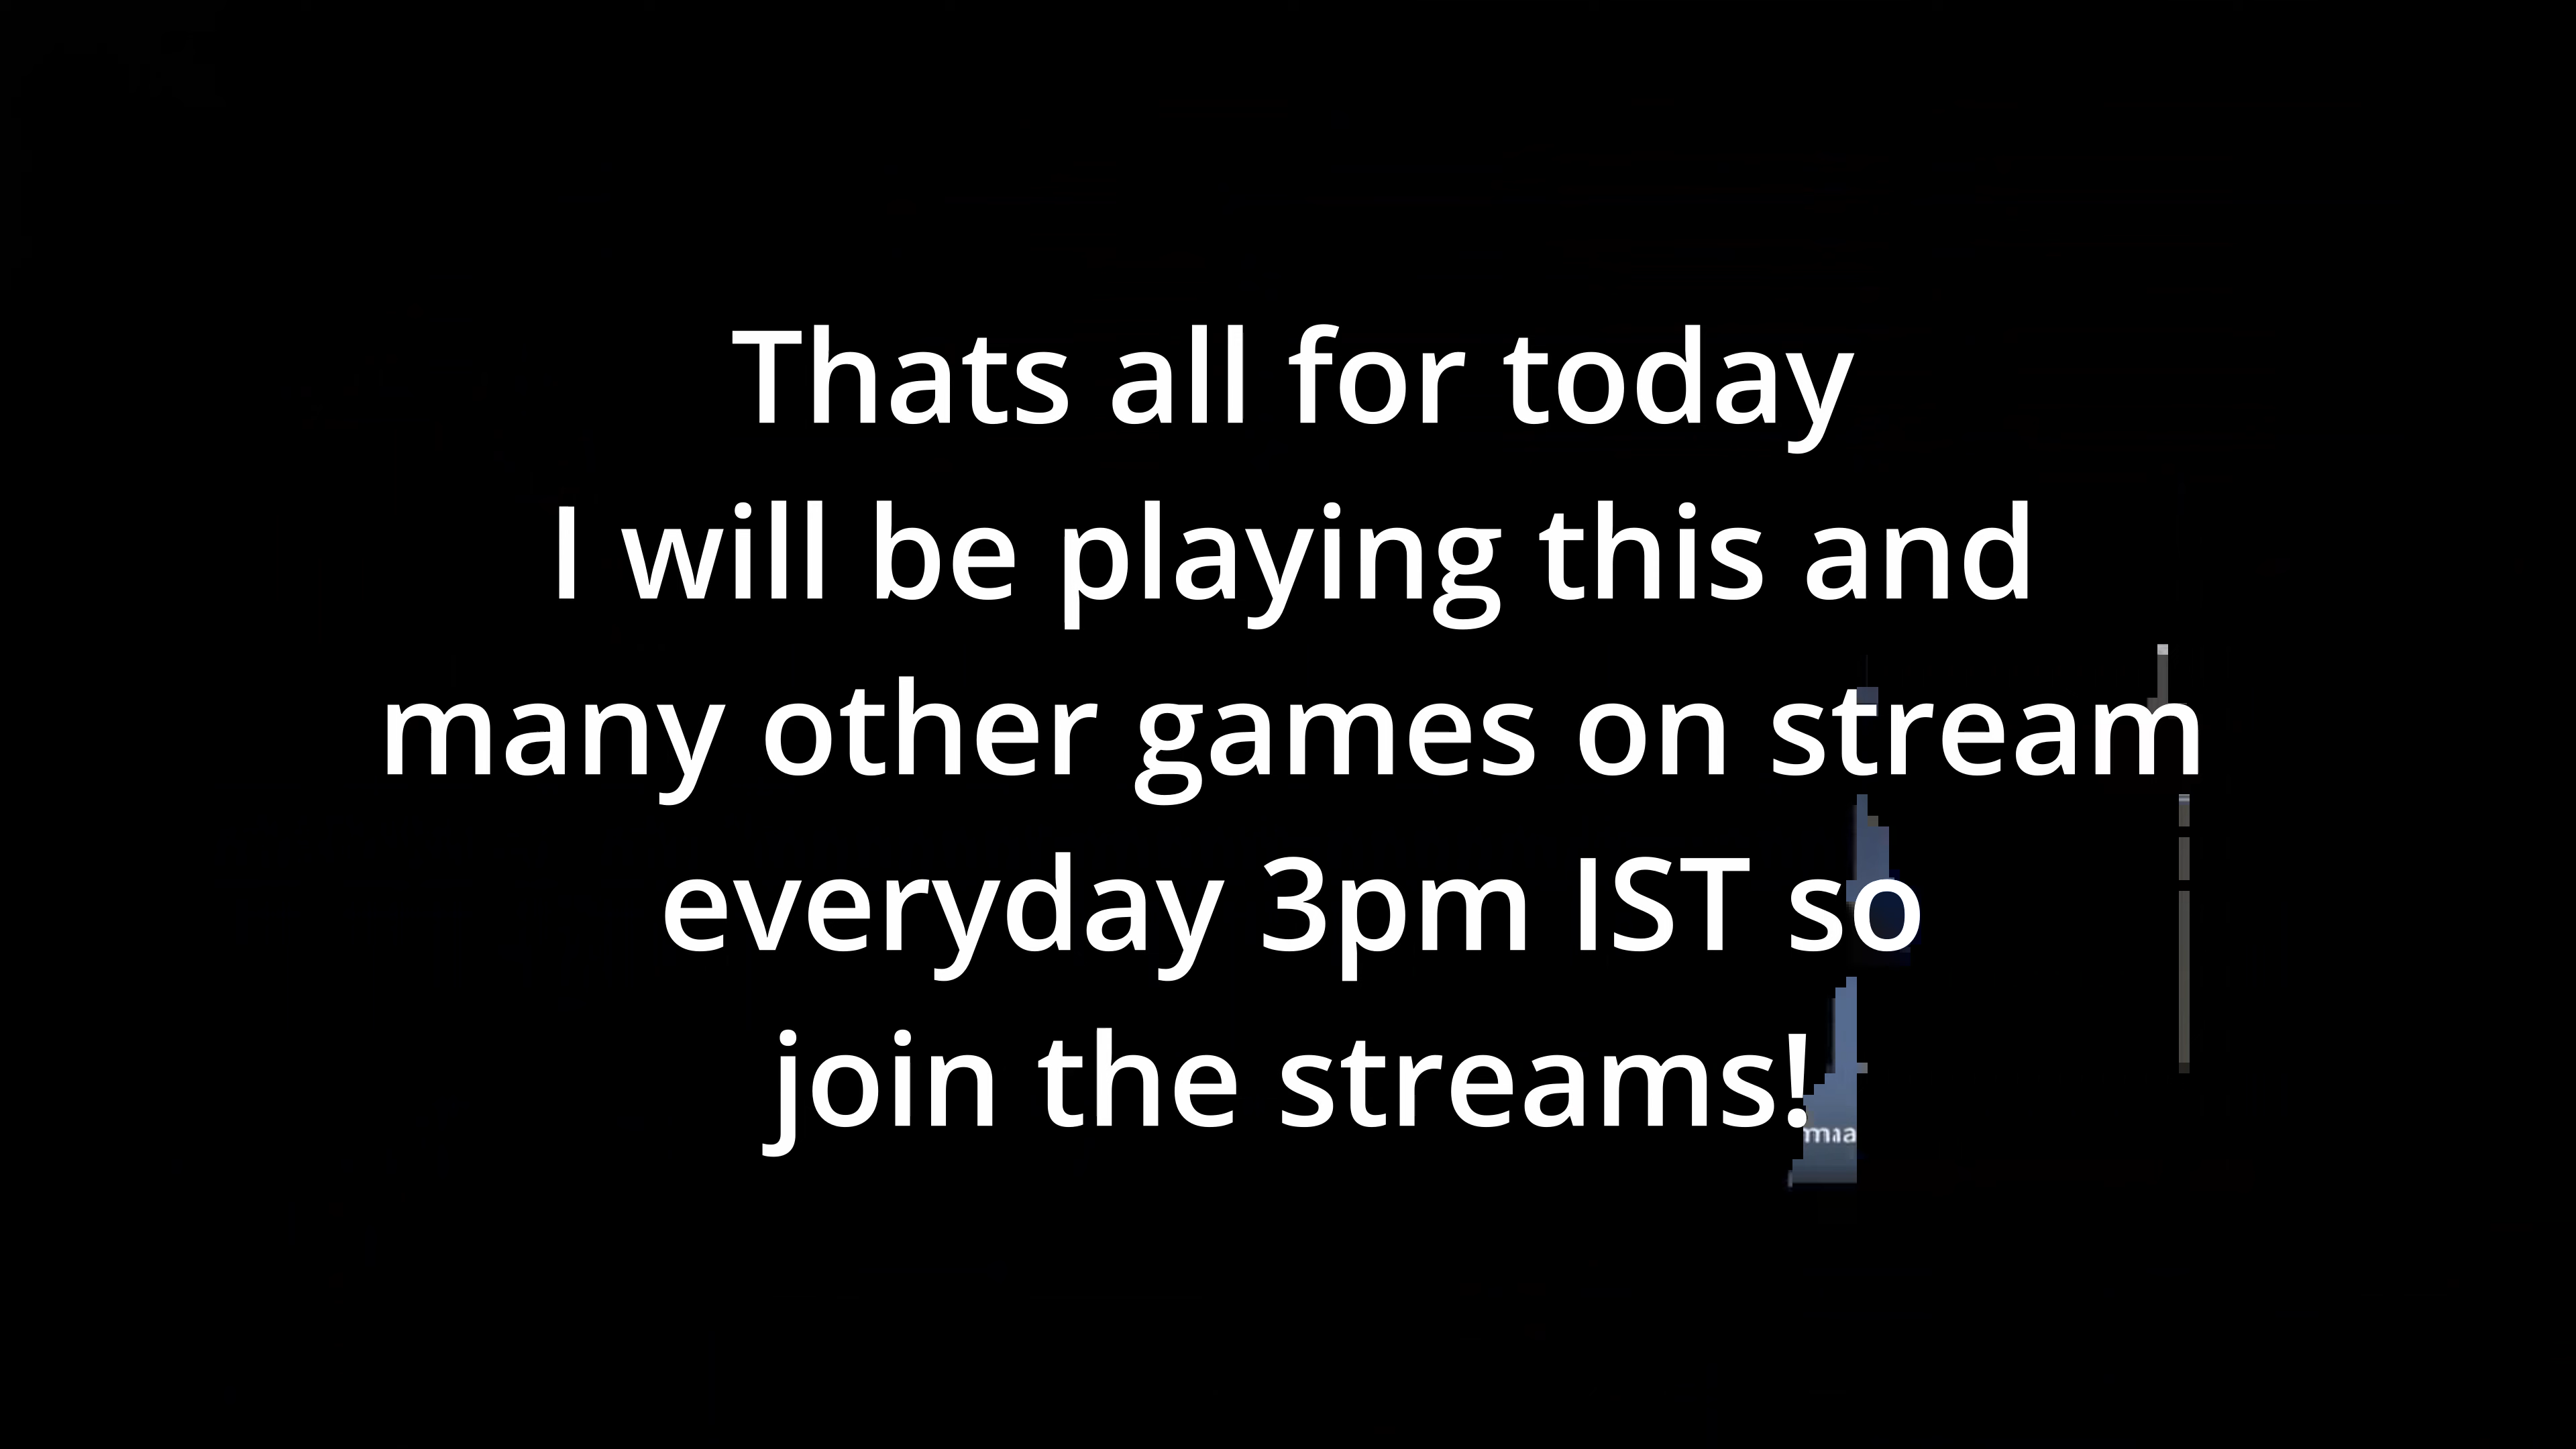 Thats all for today
I will be playing this and
many other games on stream
everyday 3pm IST so
join the streams!